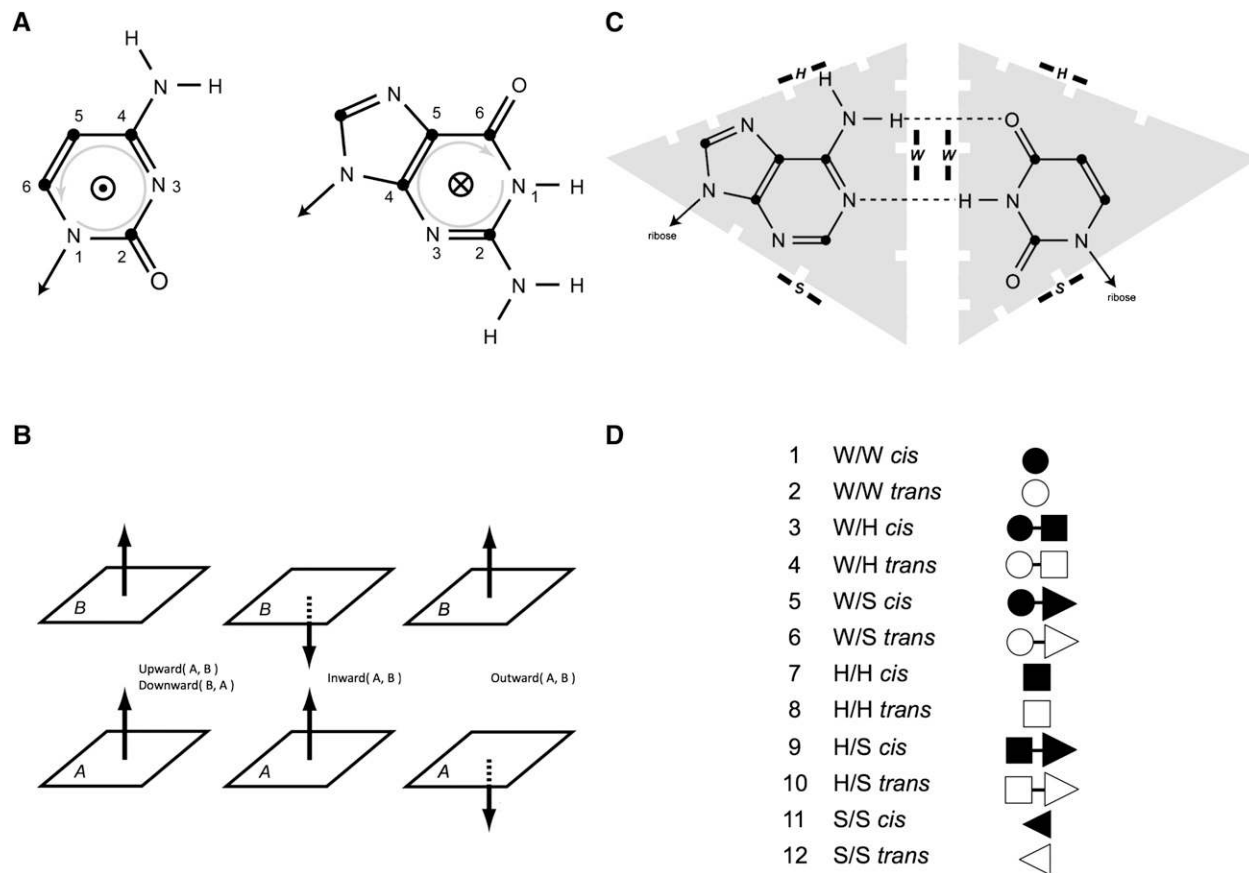 A
H
N H
5 4
6
N 3
N
1 2
O
O
N
5 6
N
4
N H
1
N
3 2
N H
H
C
H
H
H
N H
O
N
W W
N
N
H N
N
N
ribose
O
S
S
ribose
B
B
B
B
Upward( A, B )
Downward( B, A )
Inward( A, B )
Outward( A, B )
A
A
A
D
1 W/W cis
2 W/W trans
3 W/H cis
4 W/H trans
5 W/S cis
6 W/S trans
7 H/H cis
8 H/H trans
9 H/S cis
10 H/S trans
11 S/S cis
12 S/S trans